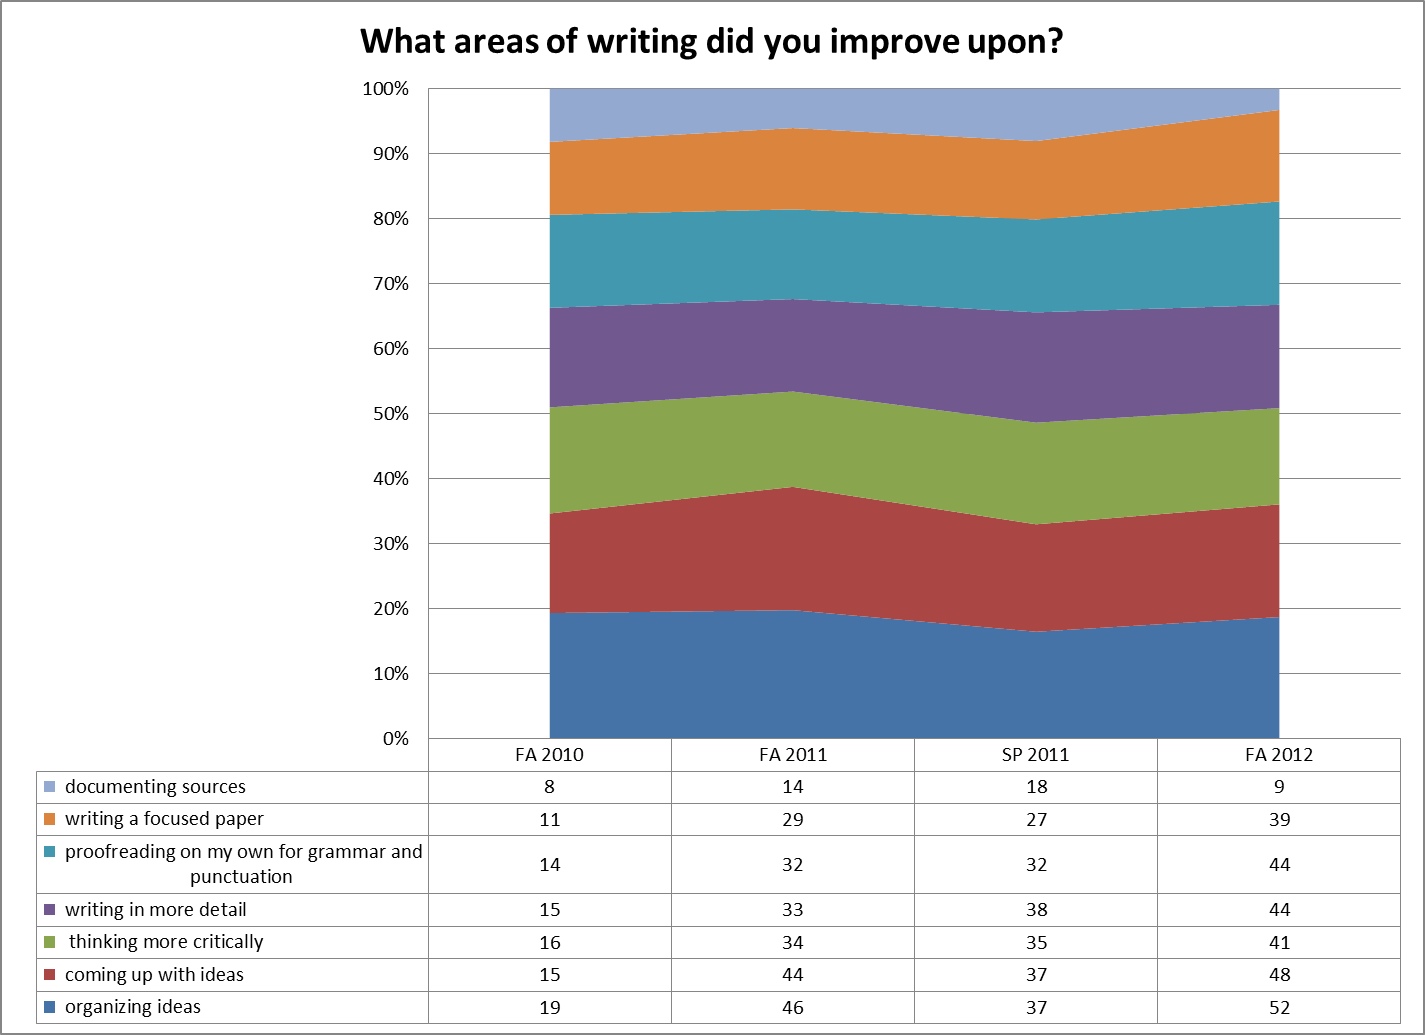 What areas of writing did you improve upon?
100%
90%
80%
70%
60%
50%
40%
30%
20%
10%
0%
FA 2010 FA 2011 SP 2011 FA 2012
documenting sources 8 14 18 9
writing a focused paper 11 29 27 39
proofreading on my own for grammar and
punctuation 14 32 32 44
writing in more detail 15 33 38 44
thinking more critically 16 34 35 41
coming up with ideas 15 44 37 48
organizing ideas 19 46 37 52